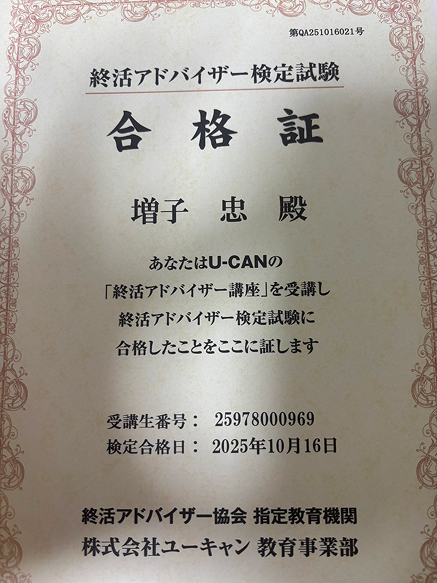 第QA251016021号
終活アドバイザー検定試験
合格証
増子 忠 殿
あなたはU-CANの
「終活アドバイザー講座」を受講し
終活アドバイザー検定試験に
合格したことをここに証します
受講生番号： 25978000969
検定合格日： 2025年10月16日
終活アドバイザー協会 指定教育機関
株式会社ユーキャン 教育事業部